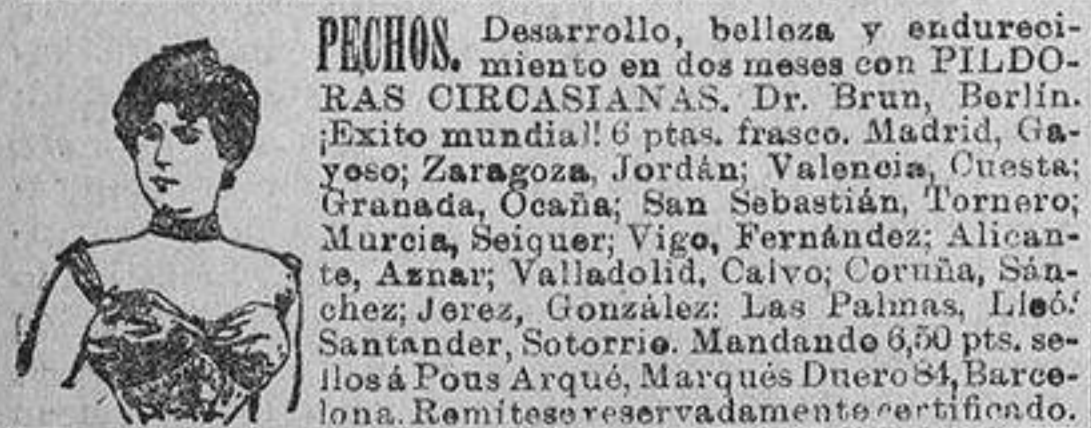 PECHOS. Desarrollo, belleza y endureci-
miento en dos meses con PILDO-
RAS CIRCASIANAS. Dr. Brun, Berlín.
¡Exito mundial! 6 ptas. frasco. Madrid, Ga-
yoso; Zaragoza, Jordán; Valencia, Cuesta;
Granada, Ocaña; San Sebastián, Tornero;
Murcia, Seiquer; Vigo, Fernández; Alican-
te, Aznar; Valladolid, Calvo; Coruña, Sán-
chez; Jerez, González: Las Palmas, Lleó.
Santander, Sotorrio. Mandando 6,50 pts. se-
llos á Pous Arqué, Marqués Duero 84, Barce-
lona. Remítese reservadamente certificado.